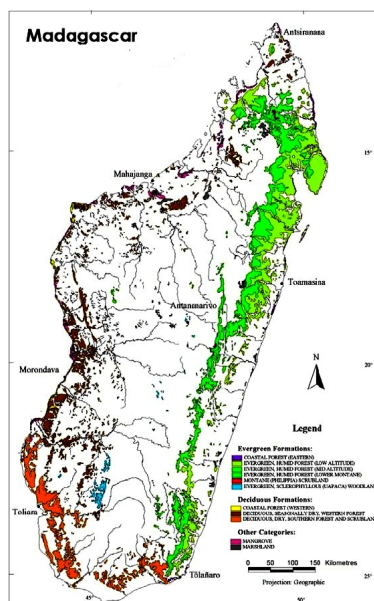 Madagascar
Antsiranana
15°
Mahajanga
Toamasina
Antananarivo
20°
Morondava
N
Legend
Evergreen Formations:
COASTAL FOREST (EASTERN)
EVERGREEN, HUMID FOREST (LOW ALTITUDE)
EVERGREEN, HUMID FOREST (MID ALTITUDE)
EVERGREEN, HUMID FOREST (LOWER MONTANE)
MONTANE (PHILIPPIA) SCRUBLAND
EVERGREEN, SCLEROPHYLLOUS (UAPACA) WOODLAN
Deciduous Formations:
COASTAL FOREST (WESTERN)
DECIDUOUS, SEASONALLY DRY, WESTERN FOREST
DECIDUOUS, DRY, SOUTHERN FOREST AND SCRUBLAN
Toliara
Other Categories:
MANGROVE
MARSHLAND
Tôlañaro
0 50 100 150 Kilometres
25°
Projection: Geographic
45°
50°